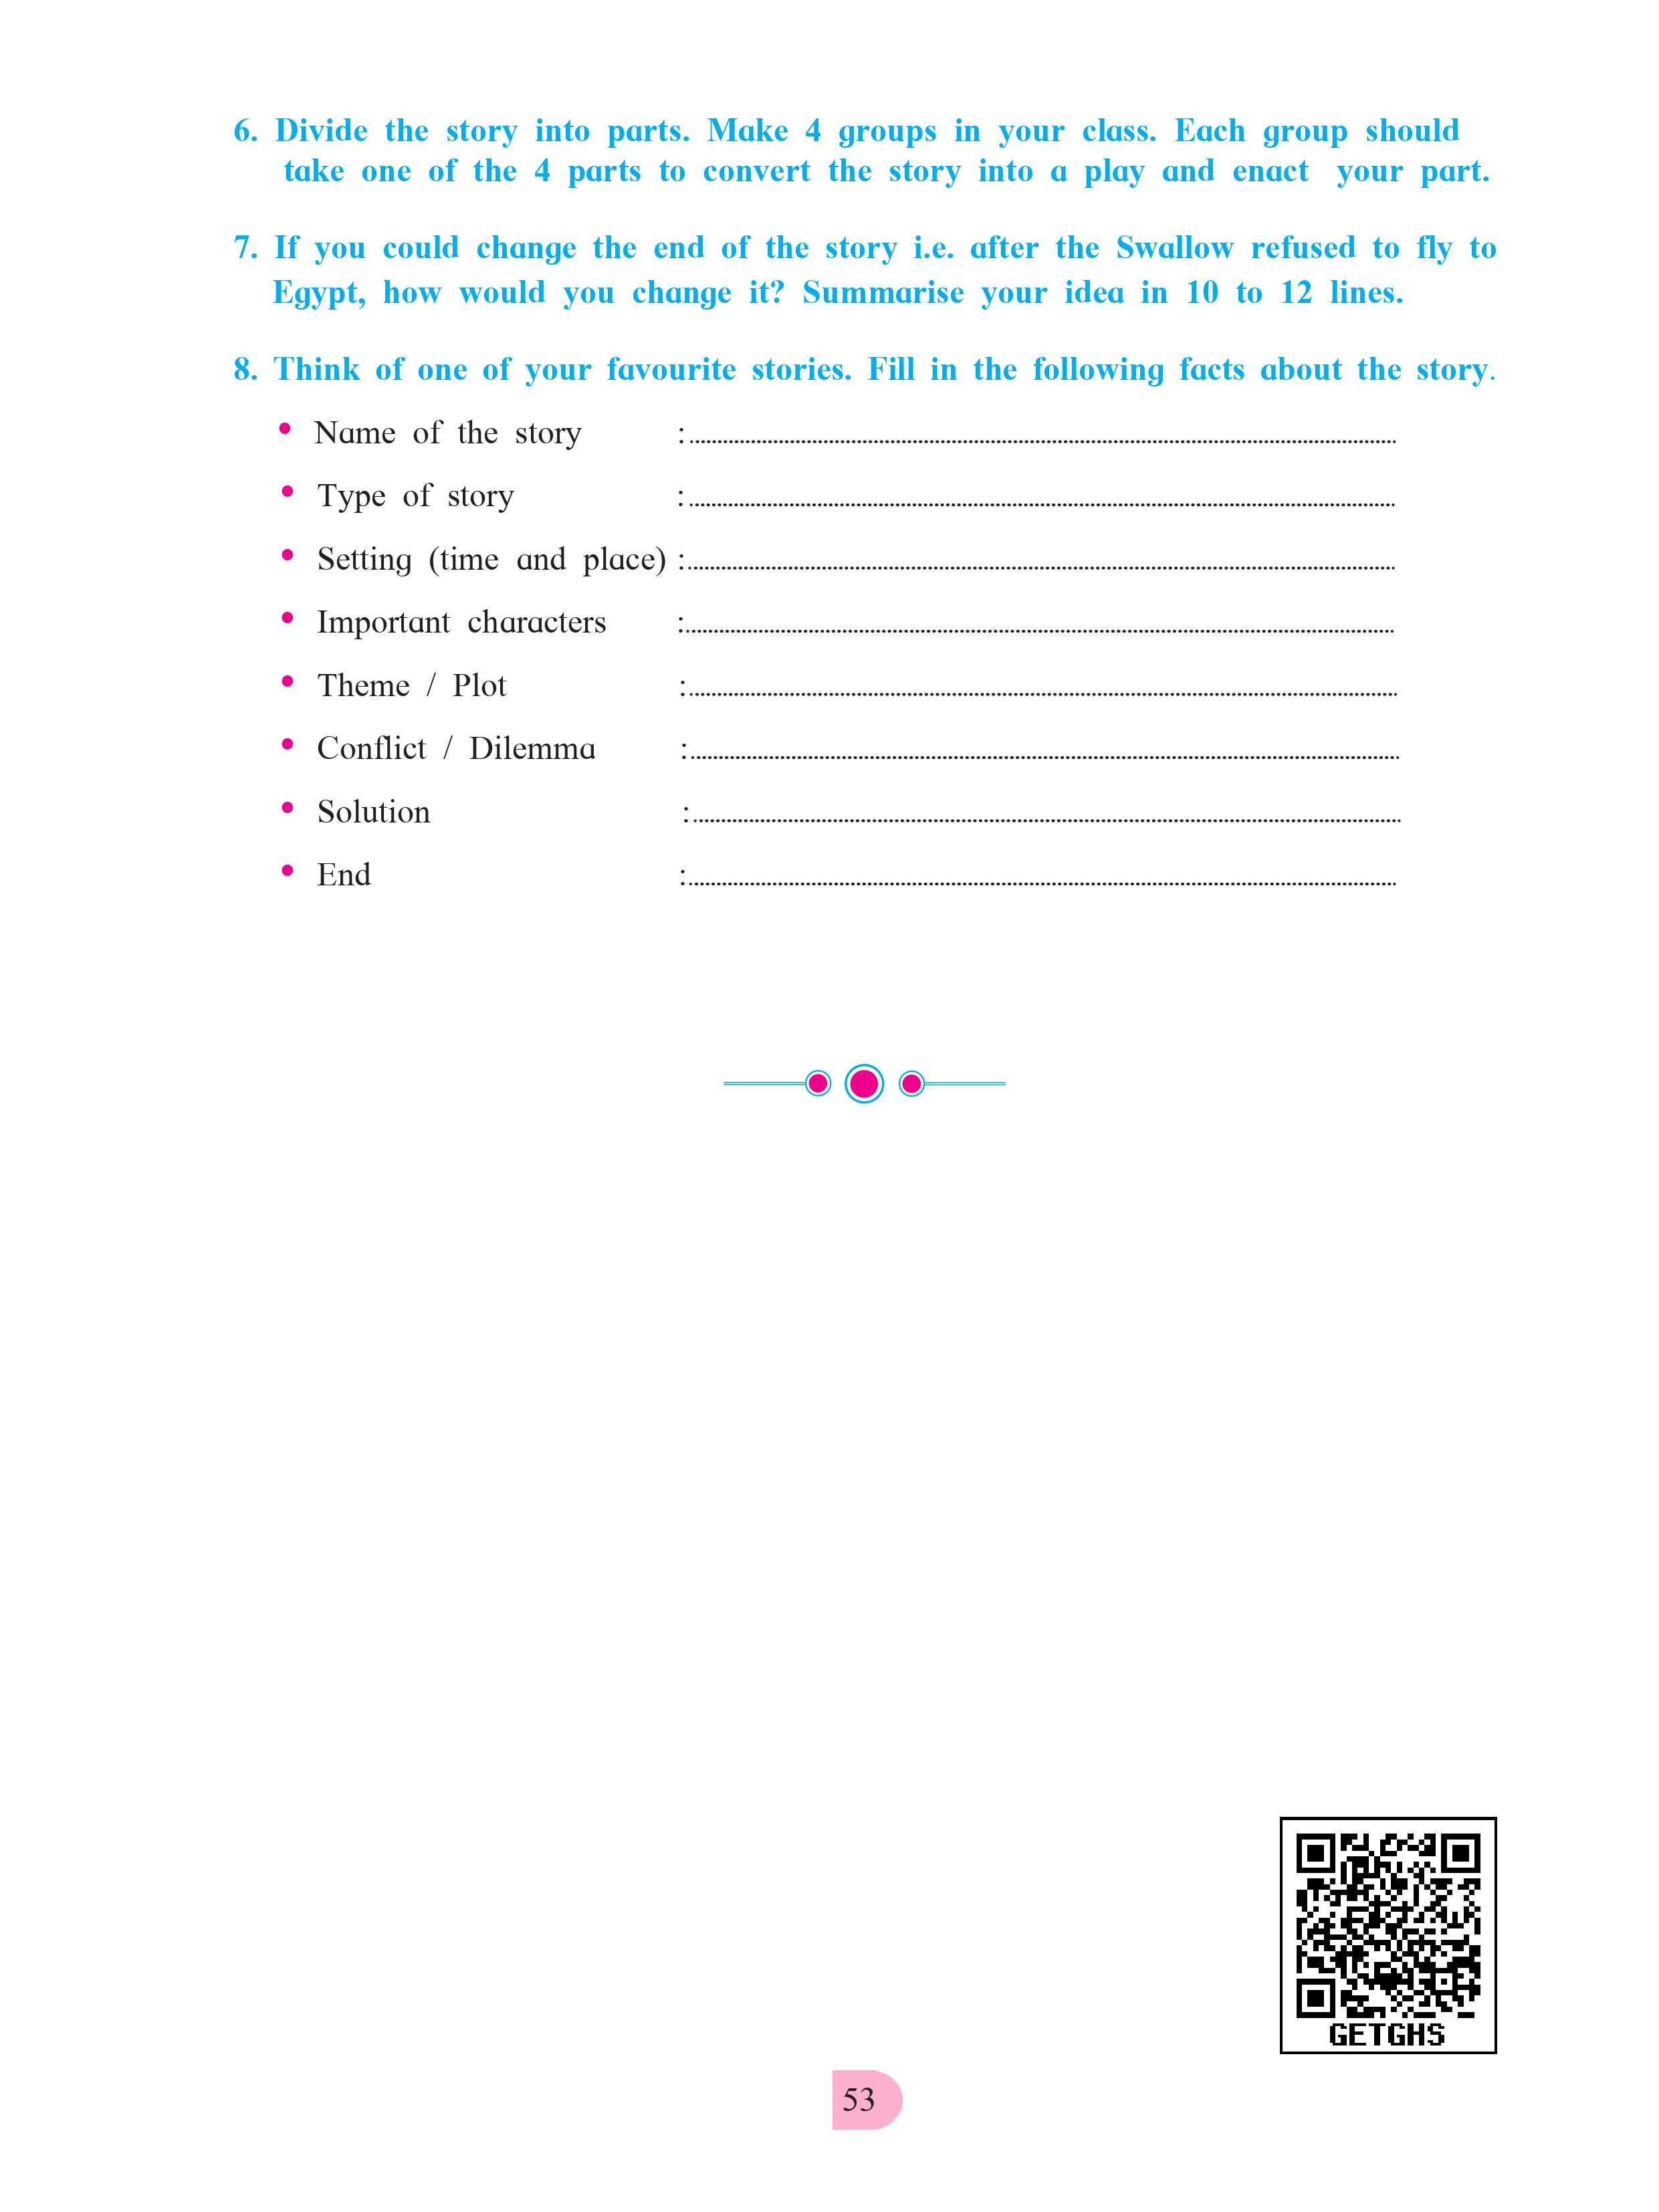 6. Divide the story into parts. Make 4 groups in your class. Each group should
take one of the 4 parts to convert the story into a play and enact your part.
7. If you could change the end of the story i.e. after the Swallow refused to fly to
Egypt, how would you change it? Summarise your idea in 10 to 12 lines.
8. Think of one of your favourite stories. Fill in the following facts about the story.
• Name of the story :..........................................................
• Type of story :..........................................................
• Setting (time and place) :..........................................................
• Important characters :..........................................................
• Theme / Plot :..........................................................
• Conflict / Dilemma :..........................................................
• Solution :..........................................................
• End :..........................................................
GETGHS
53